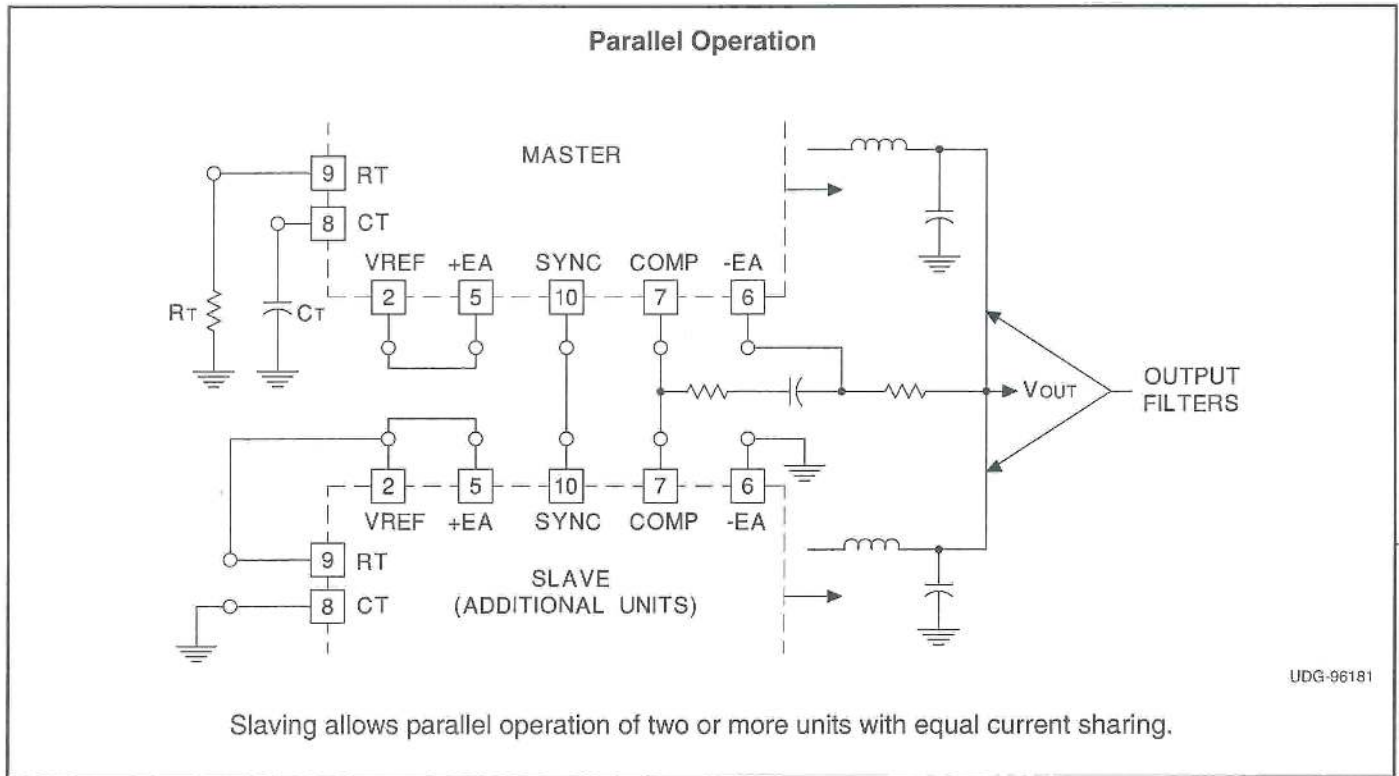 Parallel Operation
MASTER
9 RT
8 CT
VREF +EA SYNC COMP -EA
2 5 10 7 6
RT
CT
VOUT
OUTPUT
FILTERS
2 5 10 7 6
VREF +EA SYNC COMP -EA
9 RT
8 CT
SLAVE
(ADDITIONAL UNITS)
UDG-96181
Slaving allows parallel operation of two or more units with equal current sharing.